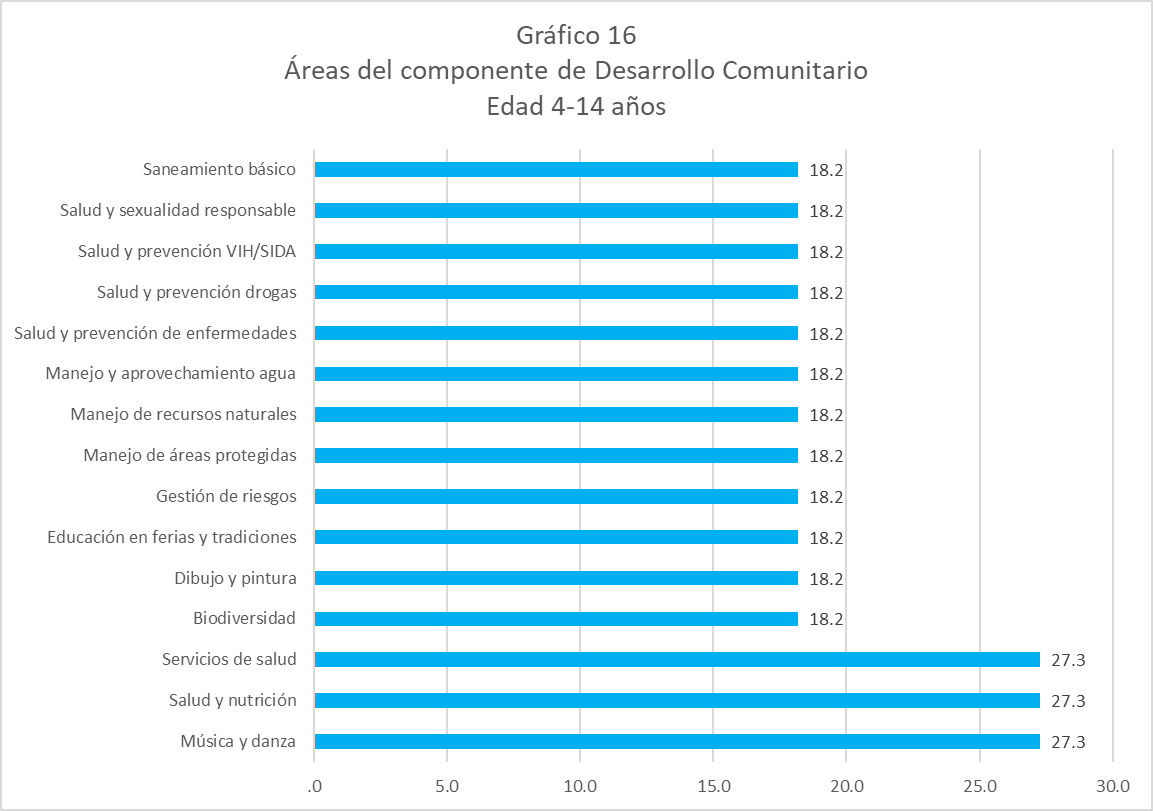 Gráfico 16
Áreas del componente de Desarrollo Comunitario
Edad 4-14 años
Saneamiento básico 18.2
Salud y sexualidad responsable 18.2
Salud y prevención VIH/SIDA 18.2
Salud y prevención drogas 18.2
Salud y prevención de enfermedades 18.2
Manejo y aprovechamiento agua 18.2
Manejo de recursos naturales 18.2
Manejo de áreas protegidas 18.2
Gestión de riesgos 18.2
Educación en ferias y tradiciones 18.2
Dibujo y pintura 18.2
Biodiversidad 18.2
Servicios de salud 27.3
Salud y nutrición 27.3
Música y danza 27.3
.0 5.0 10.0 15.0 20.0 25.0 30.0